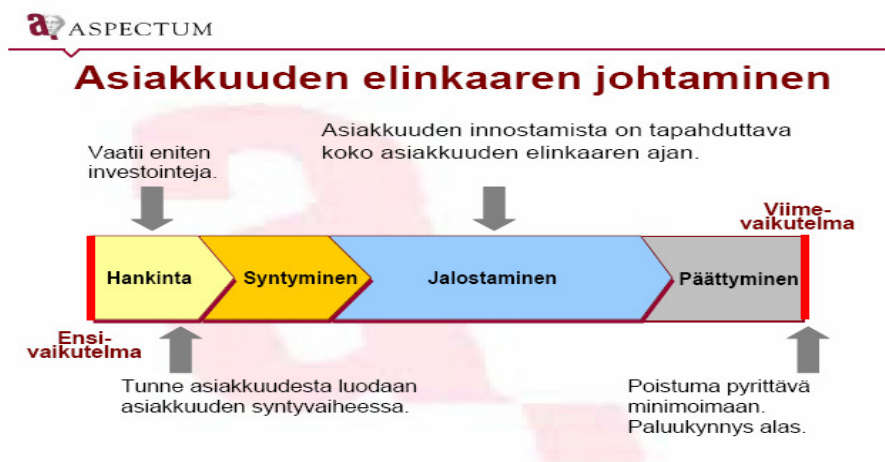 ASPECTUM
Asiakkuuden elinkaaren johtaminen
Vaatii eniten
investointeja.
Asiakkuuden innostamista on tapahduttava
koko asiakkuuden elinkaaren ajan.
Viime-
vaikutelma
Hankinta
Syntyminen
Jalostaminen
Päättyminen
Ensi-
vaikutelma
Tunne asiakkuudesta luodaan
asiakkuuden syntyvaiheessa.
Poistuma pyrittävä
minimoimaan.
Paluukynnys alas.